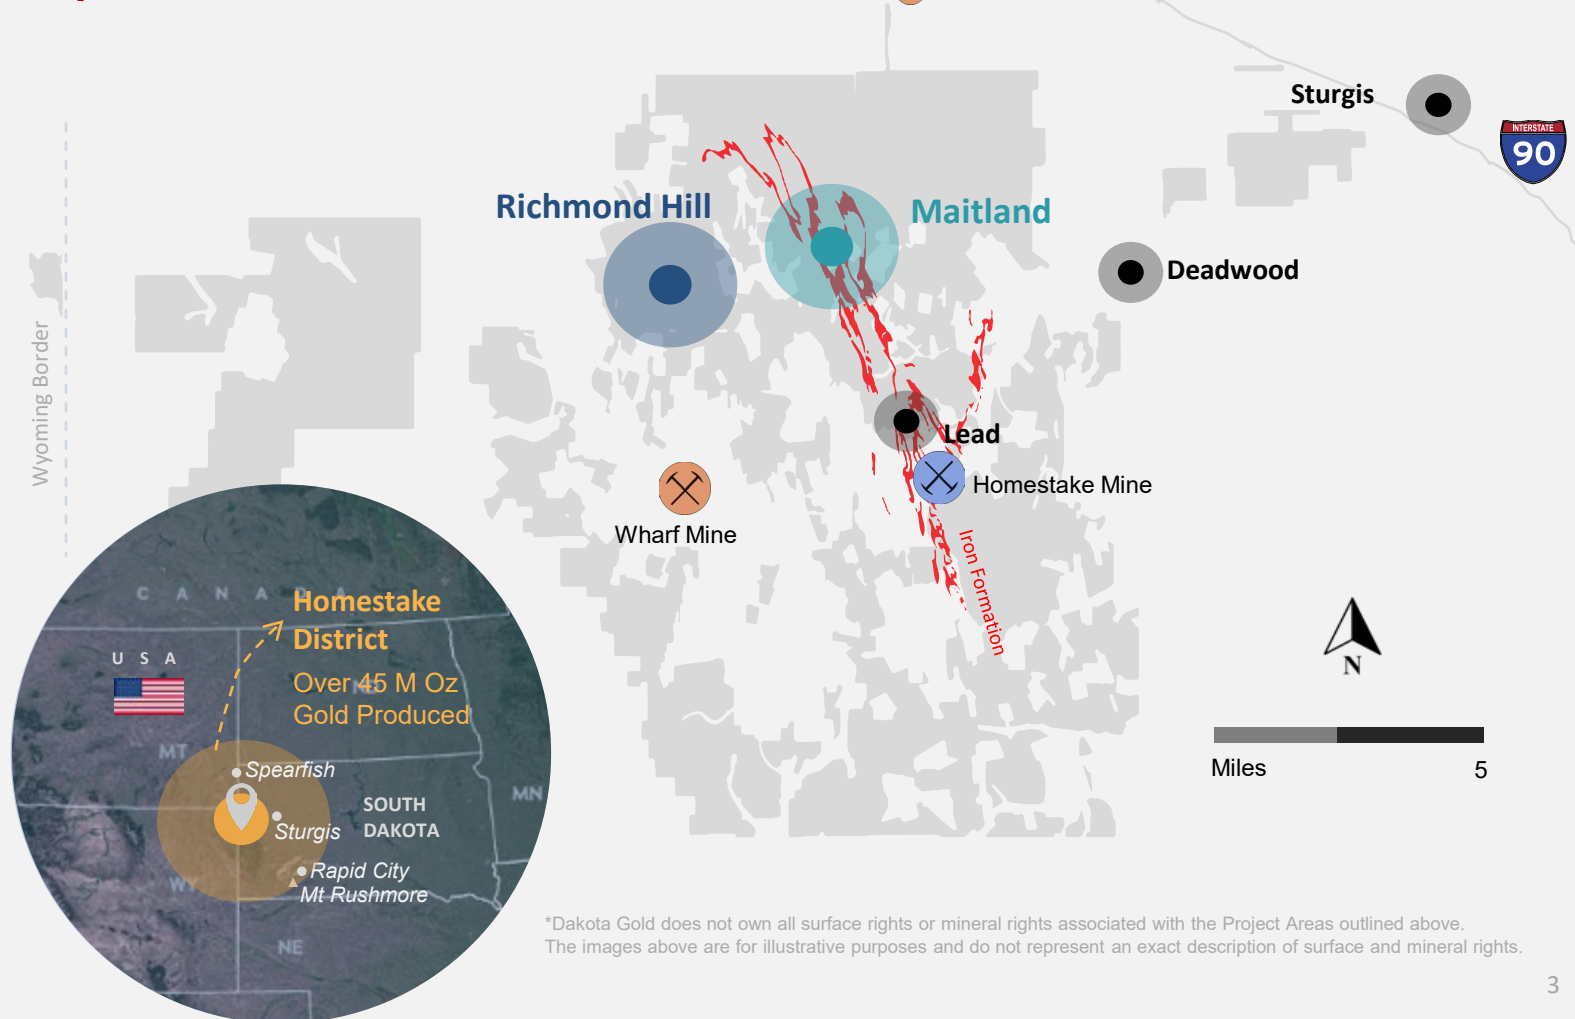 Sturgis
INTERSTATE
90
Richmond Hill
Maitland
Deadwood
Wyoming Border
Lead
Homestake Mine
Wharf Mine
Iron Formation
CANADA
Homestake
District
USA
Over 45 M Oz
Gold Produced
ND
MT
Spearfish
SOUTH
DAKOTA
MN
Sturgis
Rapid City
Mt Rushmore
WY
NE
N
Miles 5
*Dakota Gold does not own all surface rights or mineral rights associated with the Project Areas outlined above.
The images above are for illustrative purposes and do not represent an exact description of surface and mineral rights.
3